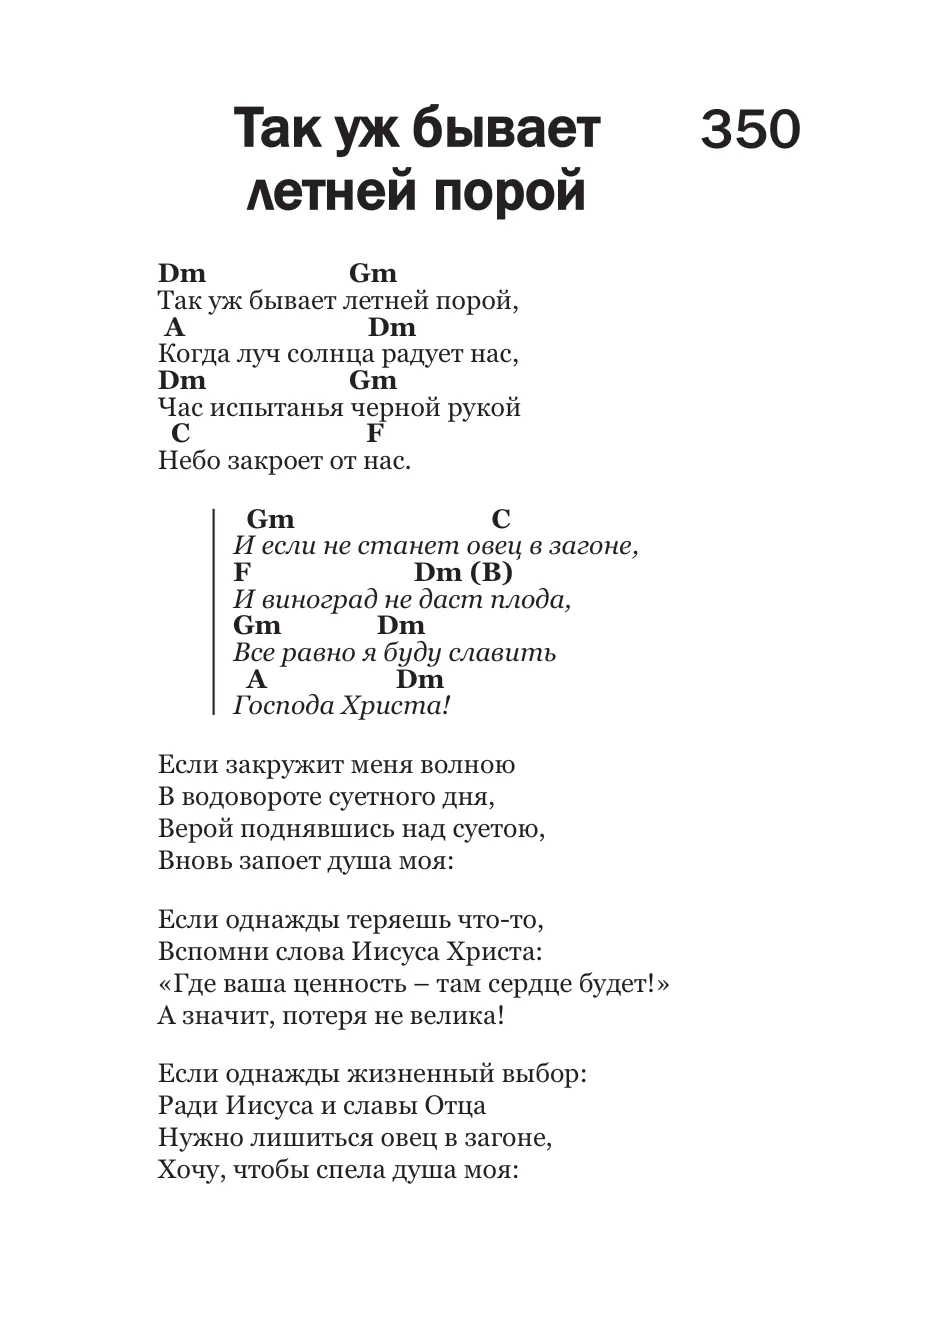 Так уж бывает 350
летней порой
Dm Gm
Так уж бывает летней порой,
A Dm
Когда луч солнца радует нас,
Dm Gm
Час испытанья черной рукой
C F
Небо закроет от нас.
Gm C
И если не станет овец в загоне,
F Dm (B)
И виноград не даст плода,
Gm Dm
Все равно я буду славить
A Dm
Господа Христа!
Если закружит меня волною
В водовороте суетного дня,
Верой поднявшись над суетою,
Вновь запоет душа моя:
Если однажды теряешь что-то,
Вспомни слова Иисуса Христа:
«Где ваша ценность – там сердце будет!»
А значит, потеря не велика!
Если однажды жизненный выбор:
Ради Иисуса и славы Отца
Нужно лишиться овец в загоне,
Хочу, чтобы спела душа моя: